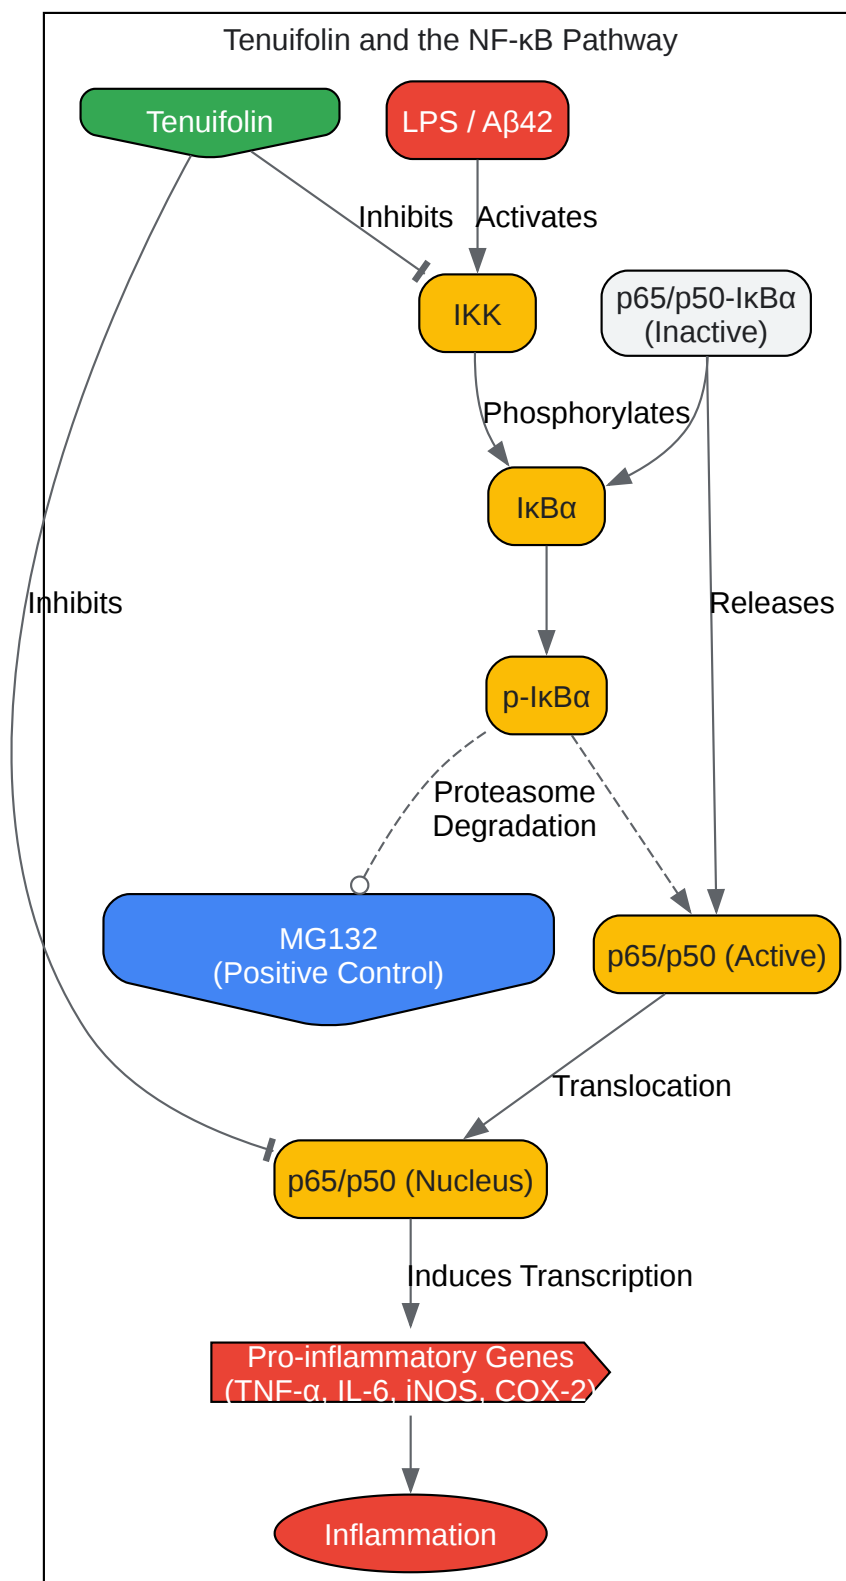 Tenuifolin and the NF-κB Pathway
Tenuifolin
LPS / Aβ42
Inhibits
Activates
IKK
p65/p50-IκBα
(Inactive)
Phosphorylates
IκBα
Inhibits
Releases
p-IκBα
Proteasome
Degradation
MG132
(Positive Control)
p65/p50 (Active)
Translocation
p65/p50 (Nucleus)
Induces Transcription
Pro-inflammatory Genes
(TNF-α, IL-6, iNOS, COX-2)
Inflammation